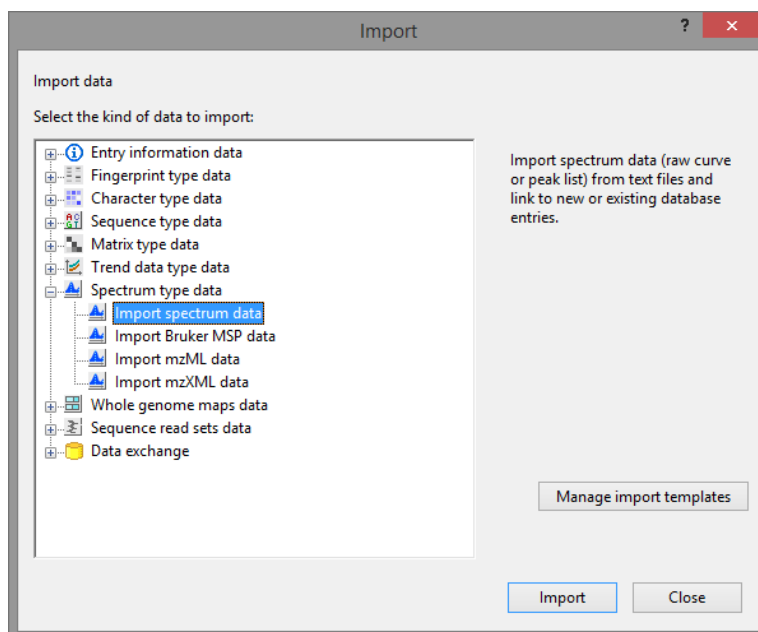 Import
?
Import data
Select the kind of data to import:
Entry information data
Fingerprint type data
Character type data
Sequence type data
Matrix type data
Trend data type data
Spectrum type data
Import spectrum data
Import Bruker MSP data
Import mzML data
Import mzXML data
Whole genome maps data
Sequence read sets data
Data exchange
Import spectrum data (raw curve
or peak list) from text files and
link to new or existing database
entries.
Manage import templates
Import
Close